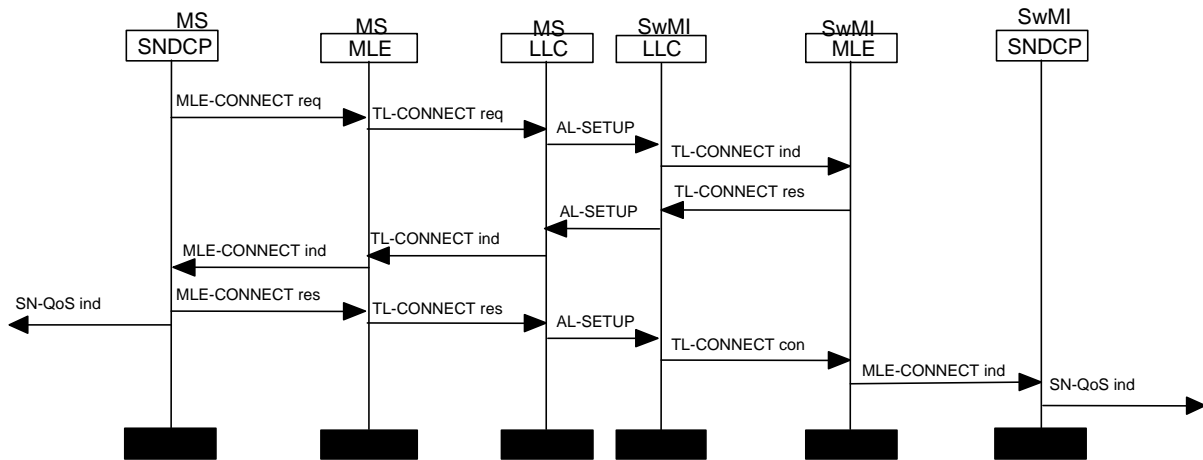 MS
SNDCP
MS
MLE
MS
LLC
SwMI
LLC
SwMI
MLE
SwMI
SNDCP
MLE-CONNECT req
TL-CONNECT req
AL-SETUP
TL-CONNECT ind
TL-CONNECT res
AL-SETUP
TL-CONNECT ind
MLE-CONNECT ind
MLE-CONNECT res
SN-QoS ind
TL-CONNECT res
AL-SETUP
TL-CONNECT con
MLE-CONNECT ind
SN-QoS ind